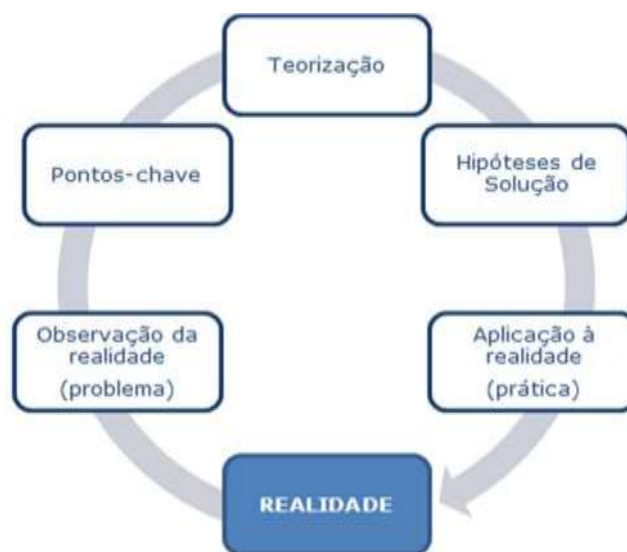 Teorização
Pontos-chave
Hipóteses de
Solução
Observação da
realidade
(problema)
Aplicação à
realidade
(prática)
REALIDADE